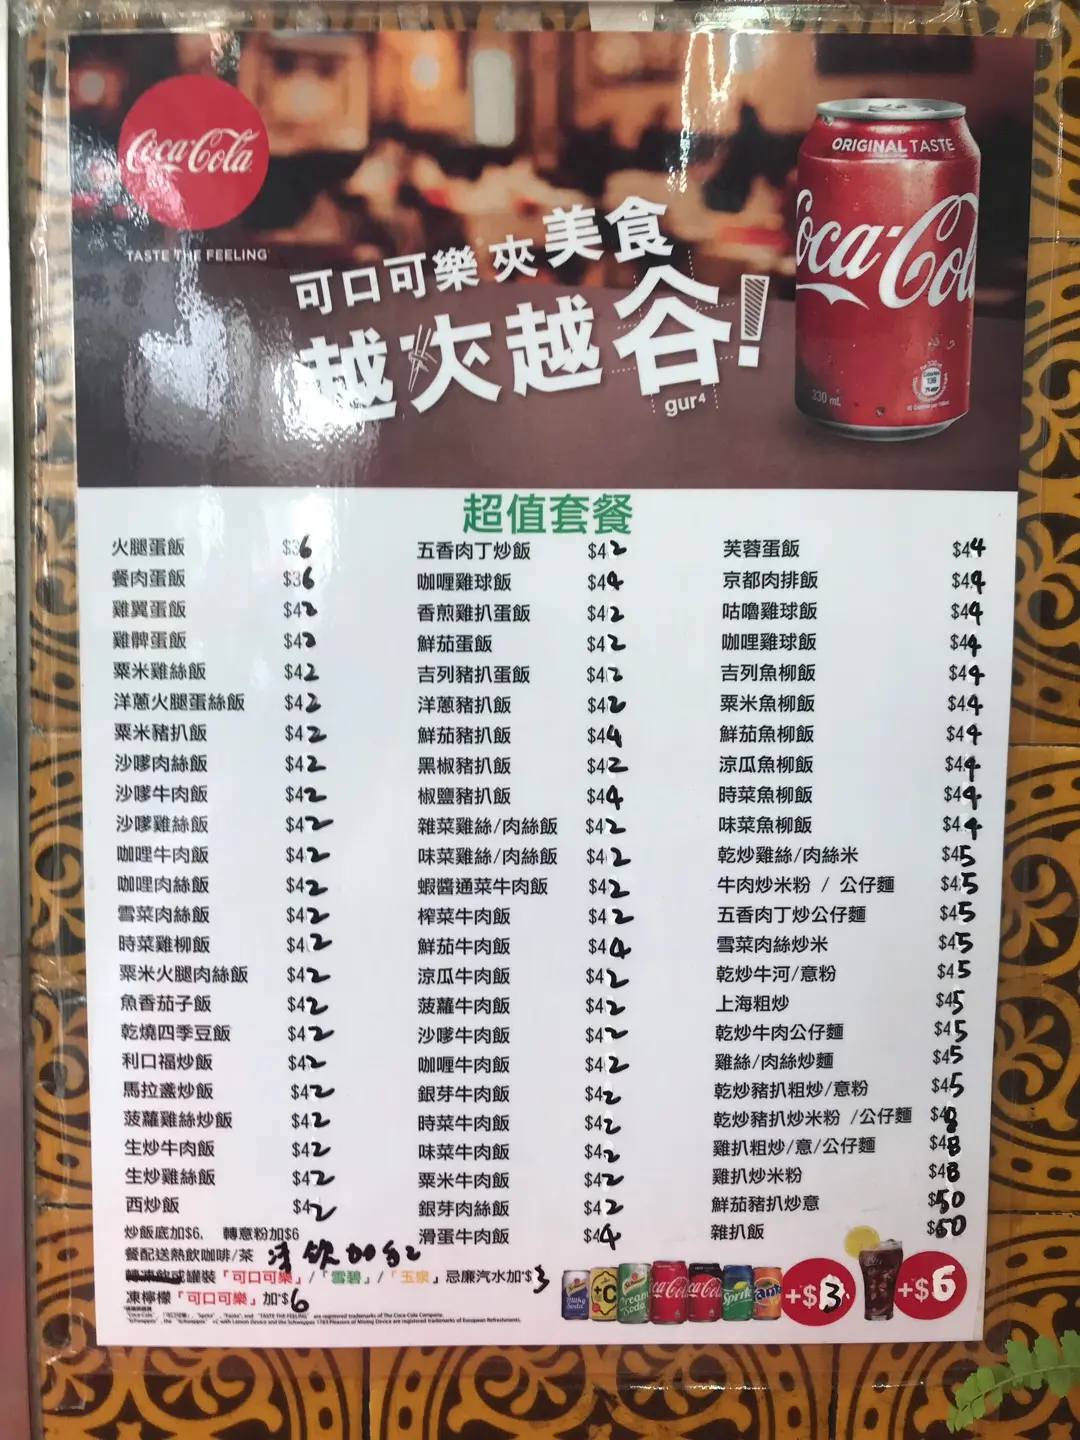 Coca-Cola
TASTE THE FEELING
ORIGINAL TASTE
Coca-Cola
330 mL
可口可樂 夾 美食
越大越谷!
gur4
超值套餐
火腿蛋飯 $36
餐肉蛋飯 $36
雞翼蛋飯 $42
雞髀蛋飯 $42
粟米雞絲飯 $42
洋蔥火腿蛋絲飯 $42
粟米豬扒飯 $42
沙嗲肉絲飯 $42
沙嗲牛肉飯 $42
沙嗲雞絲飯 $42
咖哩牛肉飯 $42
咖哩肉絲飯 $42
雪菜肉絲飯 $42
時菜雞柳飯 $42
粟米火腿肉絲飯 $42
魚香茄子飯 $42
乾燒四季豆飯 $42
利口福炒飯 $42
馬拉盞炒飯 $42
菠蘿雞絲炒飯 $42
生炒牛肉飯 $42
生炒雞絲飯 $42
西炒飯 $42
五香肉丁炒飯 $42
咖喱雞球飯 $44
香煎雞扒蛋飯 $42
鮮茄蛋飯 $42
吉列豬扒蛋飯 $42
洋蔥豬扒飯 $42
鮮茄豬扒飯 $44
黑椒豬扒飯 $42
椒鹽豬扒飯 $44
雜菜雞絲/肉絲飯 $42
味菜雞絲/肉絲飯 $42
蝦醬通菜牛肉飯 $42
榨菜牛肉飯 $42
鮮茄牛肉飯 $44
涼瓜牛肉飯 $42
菠蘿牛肉飯 $42
沙嗲牛肉飯 $42
咖喱牛肉飯 $42
銀芽牛肉飯 $42
時菜牛肉飯 $42
味菜牛肉飯 $42
粟米牛肉飯 $42
銀芽肉絲飯 $42
滑蛋牛肉飯 $44
芙蓉蛋飯 $44
京都肉排飯 $44
咕嚕雞球飯 $44
咖哩雞球飯 $44
吉列魚柳飯 $44
粟米魚柳飯 $44
鮮茄魚柳飯 $44
涼瓜魚柳飯 $44
時菜魚柳飯 $44
味菜魚柳飯 $44
乾炒雞絲/肉絲米 $45
牛肉炒米粉 / 公仔麵 $45
五香肉丁炒公仔麵 $45
雪菜肉絲炒米 $45
乾炒牛河/意粉 $45
上海粗炒 $45
乾炒牛肉公仔麵 $45
雞絲/肉絲炒麵 $45
乾炒豬扒粗炒/意粉 $45
乾炒豬扒炒米粉 /公仔麵 $48
雞扒粗炒/意/公仔麵 $48
雞扒炒米粉 $48
鮮茄豬扒炒意 $50
雜扒飯 $50
炒飯底加$6. 轉意粉加$6
餐配送熱飲咖啡/茶 凍飲加$2
轉凍飲或罐裝「可口可樂」/「雪碧」/「玉泉」忌廉汽水加$3
凍檸檬「可口可樂」加$6
+C
Cream Soda
Coca-Cola
Coca-Cola
Sprite
Fanta
+$3
+$6